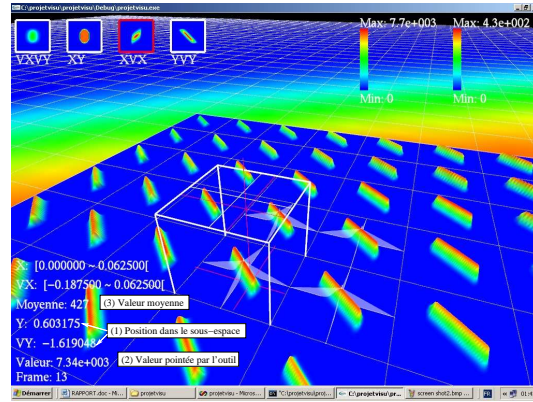 C:\projetvisu\projetvisu\Debug\projetvisu.exe
Max: 7.7e+003 Max: 4.3e+002
VXVY XY XVX YVY
Min: 0 Min: 0
X: [0.000000 ~ 0.062500[
VX: [−0.187500 ~ 0.062500[
Moyenne: 427 (3) Valeur moyenne
Y: 0.603175
(1) Position dans le sous−espace
VY: −1.619048
Valeur: 7.34e+003 (2) Valeur pointée par l'outil
Frame: 13
Démarrer RAPPORT.doc - Mi... projetvisu projetvisu - Micros... "C:\projetvisu\proj... C:\projetvisu\pr... screen shot2.bmp ... FR